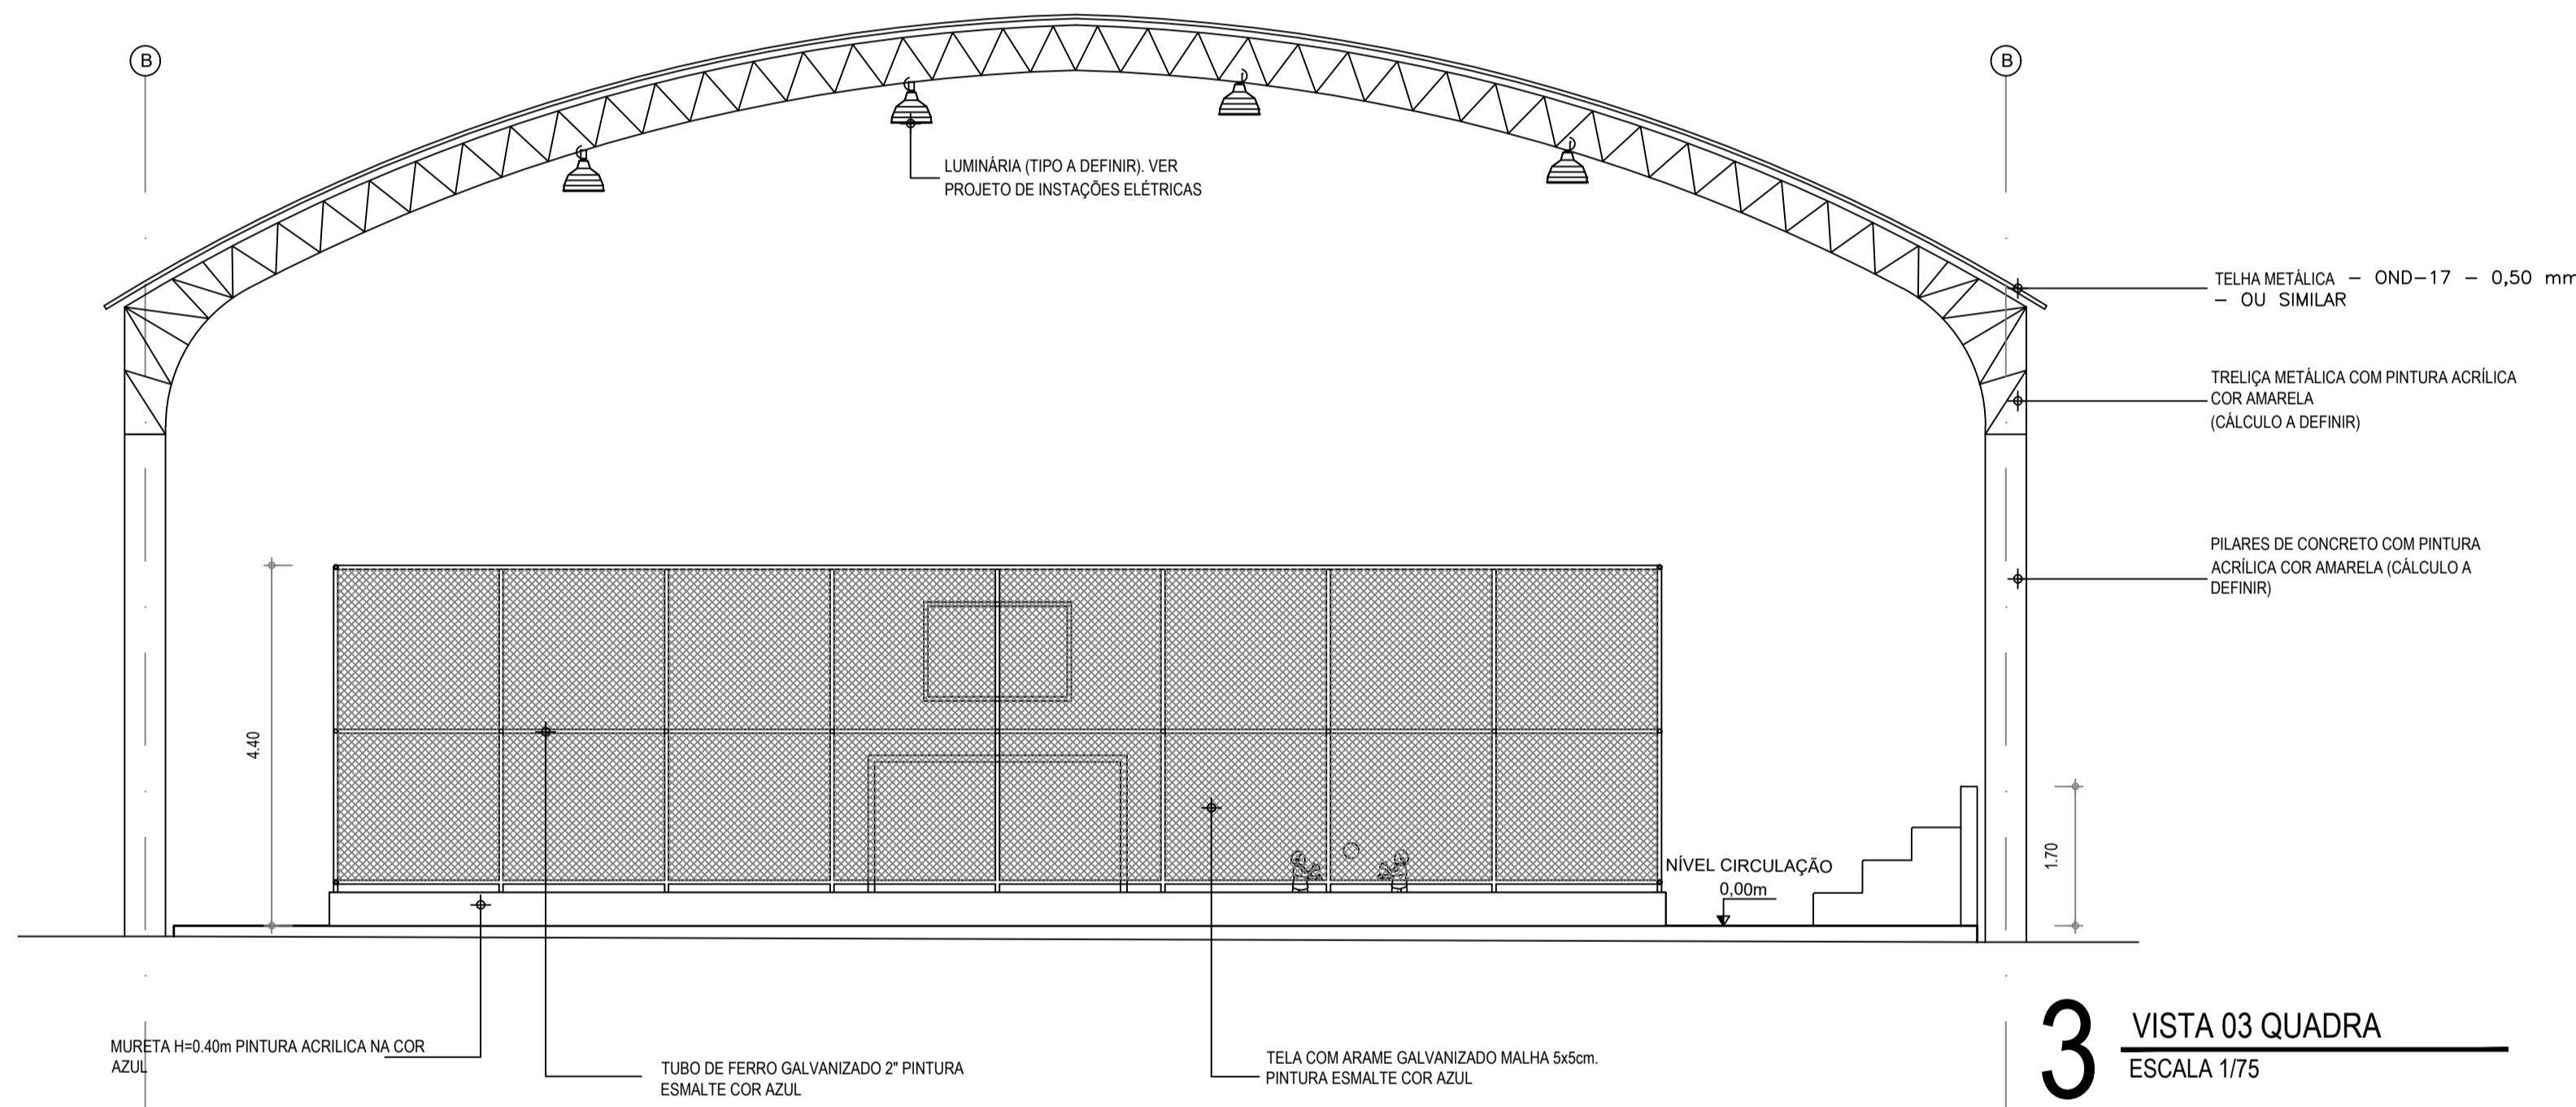 B
B
LUMINÁRIA (TIPO A DEFINIR). VER
PROJETO DE INSTAÇÕES ELÉTRICAS
TELHA METÁLICA – OND–17 – 0,50 mm
– OU SIMILAR
TRELIÇA METÁLICA COM PINTURA ACRÍLICA
COR AMARELA
(CÁLCULO A DEFINIR)
PILARES DE CONCRETO COM PINTURA
ACRÍLICA COR AMARELA (CÁLCULO A
DEFINIR)
4.40
1.70
NÍVEL CIRCULAÇÃO
0,00m
MURETA H=0.40m PINTURA ACRILICA NA COR
AZUL
TUBO DE FERRO GALVANIZADO 2" PINTURA
ESMALTE COR AZUL
TELA COM ARAME GALVANIZADO MALHA 5x5cm.
PINTURA ESMALTE COR AZUL
3
VISTA 03 QUADRA
ESCALA 1/75